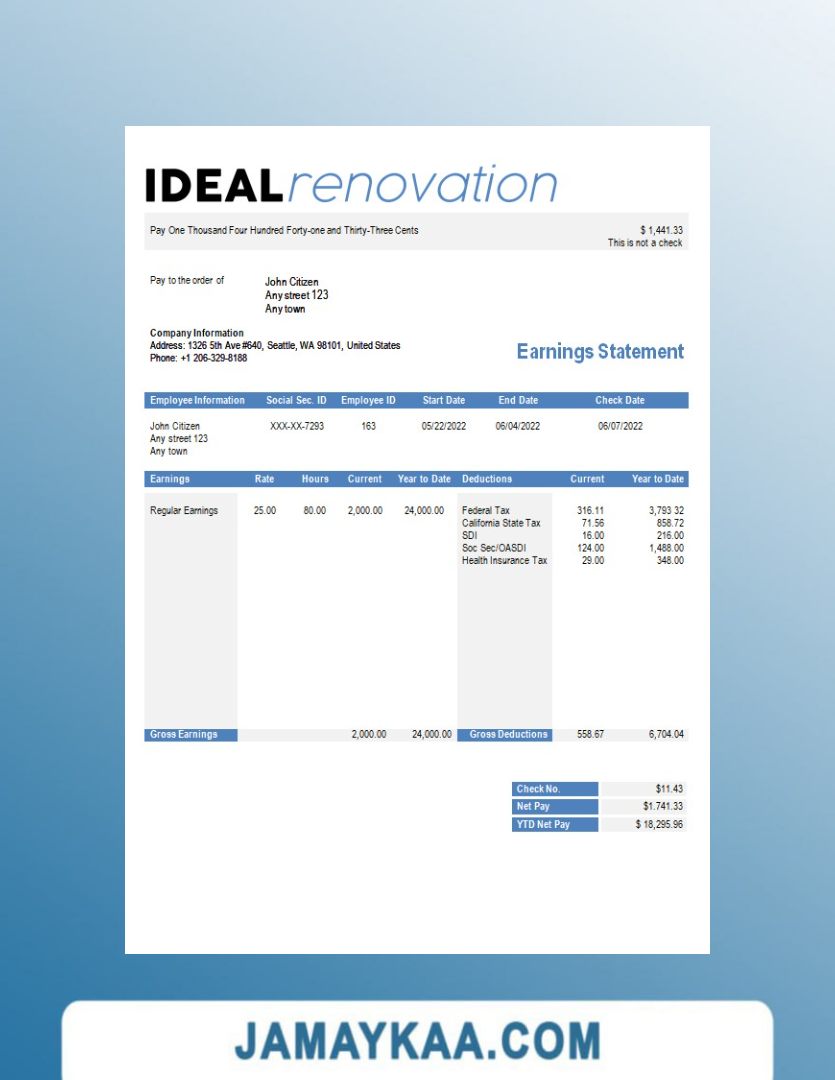 IDEAL renovation
Pay One Thousand Four Hundred Forty-one and Thirty-Three Cents $ 1,441.33
This is not a check
Pay to the order of John Citizen
Any street 123
Any town
Company Information
Address: 1326 5th Ave #640, Seattle, WA 98101, United States
Phone: +1 206-329-8188
Earnings Statement
Employee Information Social Sec. ID Employee ID Start Date End Date Check Date
John Citizen XXX-XX-7293 163 05/22/2022 06/04/2022 06/07/2022
Any street 123
Any town
Earnings Rate Hours Current Year to Date Deductions Current Year to Date
Regular Earnings 25.00 80.00 2,000.00 24,000.00 Federal Tax 316.11 3,793 32
California State Tax 71.56 858.72
SDI 16.00 216.00
Soc Sec/OASDI 124.00 1,488.00
Health Insurance Tax 29.00 348.00
Gross Earnings 2,000.00 24,000.00 Gross Deductions 558.67 6,704.04
Check No. $11.43
Net Pay $1.741.33
YTD Net Pay $ 18,295.96
JAMAYKAA.COM